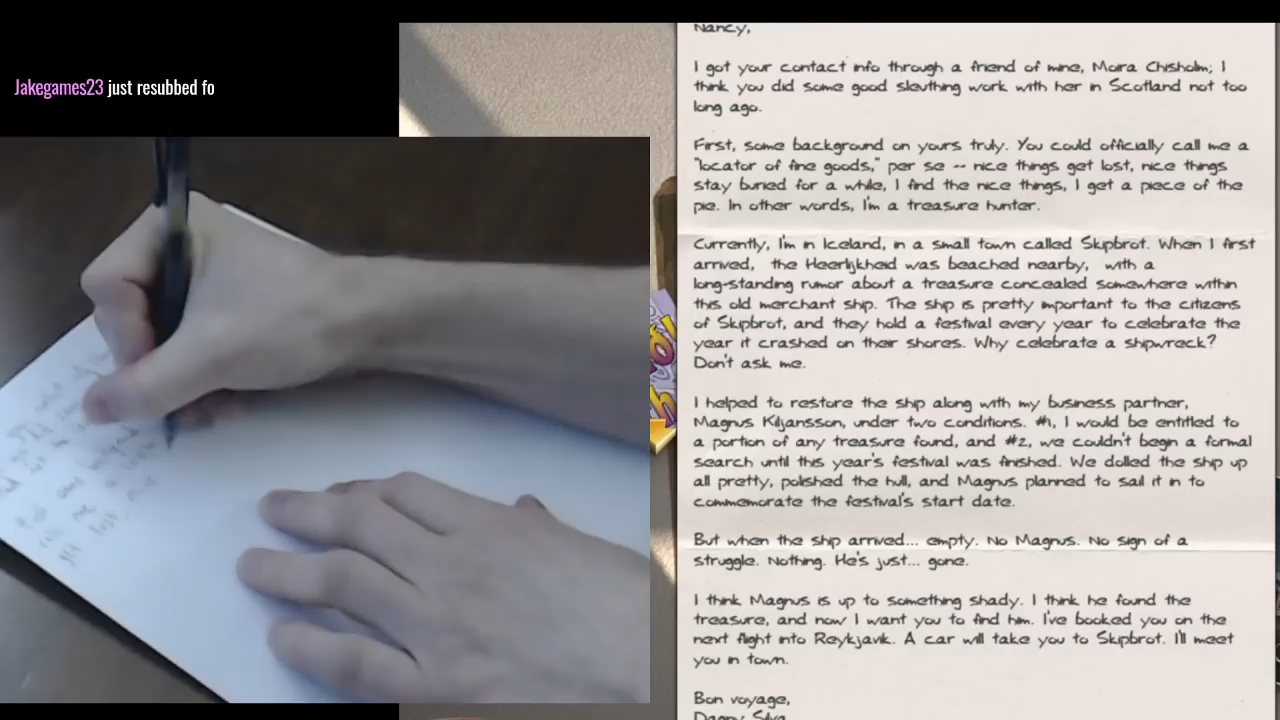 Jakegames23 just resubbed fo
Nancy,
I got your contact info through a friend of mine, Moira Chisholm; I
think you did some good sleuthing work with her in Scotland not too
long ago.
First, some background on yours truly. You could officially call me a
"locator of fine goods," per se -- nice things get lost, nice things
stay buried for a while, I find the nice things, I get a piece of the
pie. In other words, I'm a treasure hunter.
Currently, I'm in Iceland, in a small town called Skipbrot. When I first
arrived, the Heerlijkheid was beached nearby, with a
long-standing rumor about a treasure concealed somewhere within
this old merchant ship. The ship is pretty important to the citizens
of Skipbrot, and they hold a festival every year to celebrate the
year it crashed on their shores. Why celebrate a shipwreck?
Don't ask me.
I helped to restore the ship along with my business partner,
Magnus Kiljansson, under two conditions. #1, I would be entitled to
a portion of any treasure found, and #2, we couldn't begin a formal
search until this year's festival was finished. We dolled the ship up
all pretty, polished the hull, and Magnus planned to sail it in to
commemorate the festival's start date.
But when the ship arrived... empty. No Magnus. No sign of a
struggle. Nothing. He's just... gone.
I think Magnus is up to something shady. I think he found the
treasure, and now I want you to find him. I've booked you on the
next flight into Reykjavik. A car will take you to Skipbrot. I'll meet
you in town.
Bon voyage,
Dagny Silva